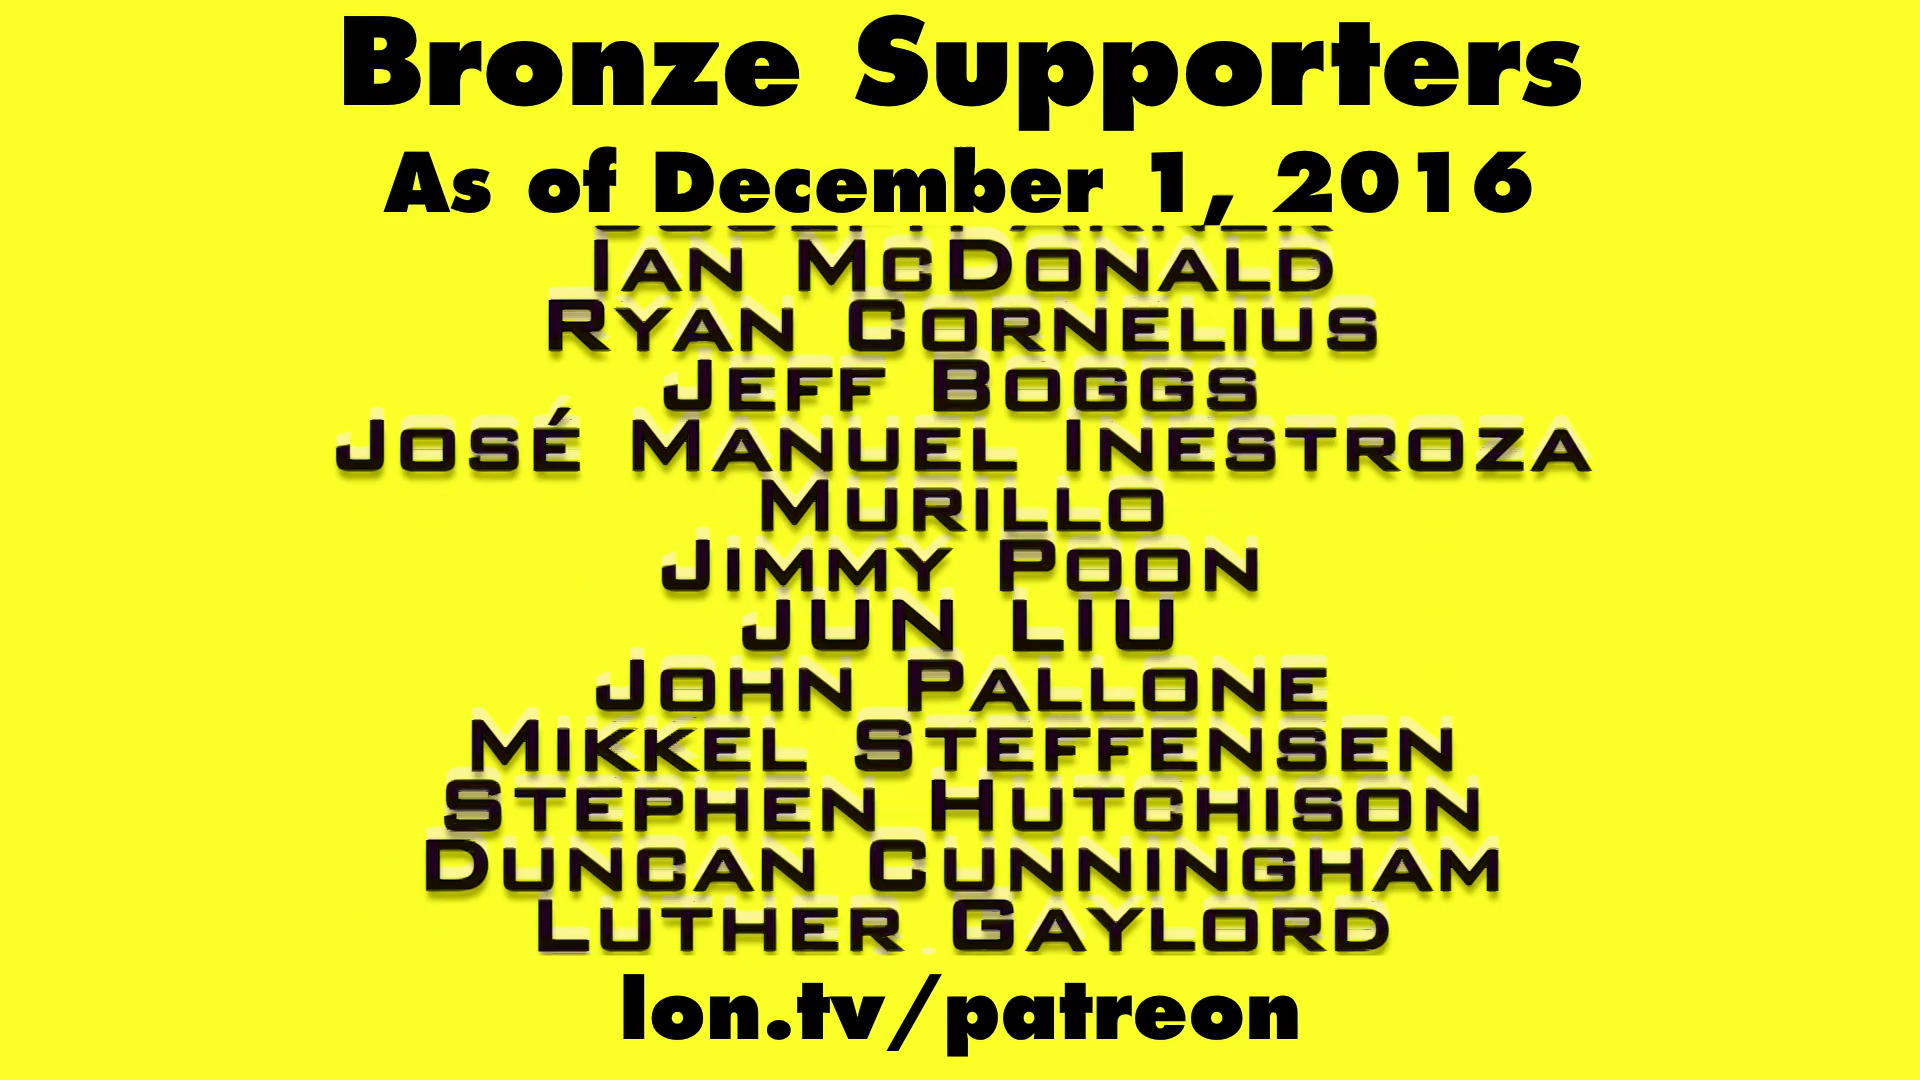 Bronze Supporters
As of December 1, 2016
Ian McDonald
Ryan Cornelius
Jeff Boggs
José Manuel Inestroza
Murillo
Jimmy Poon
JUN LIU
John Pallone
Mikkel Steffensen
Stephen Hutchison
Duncan Cunningham
Luther Gaylord
lon.tv/patreon